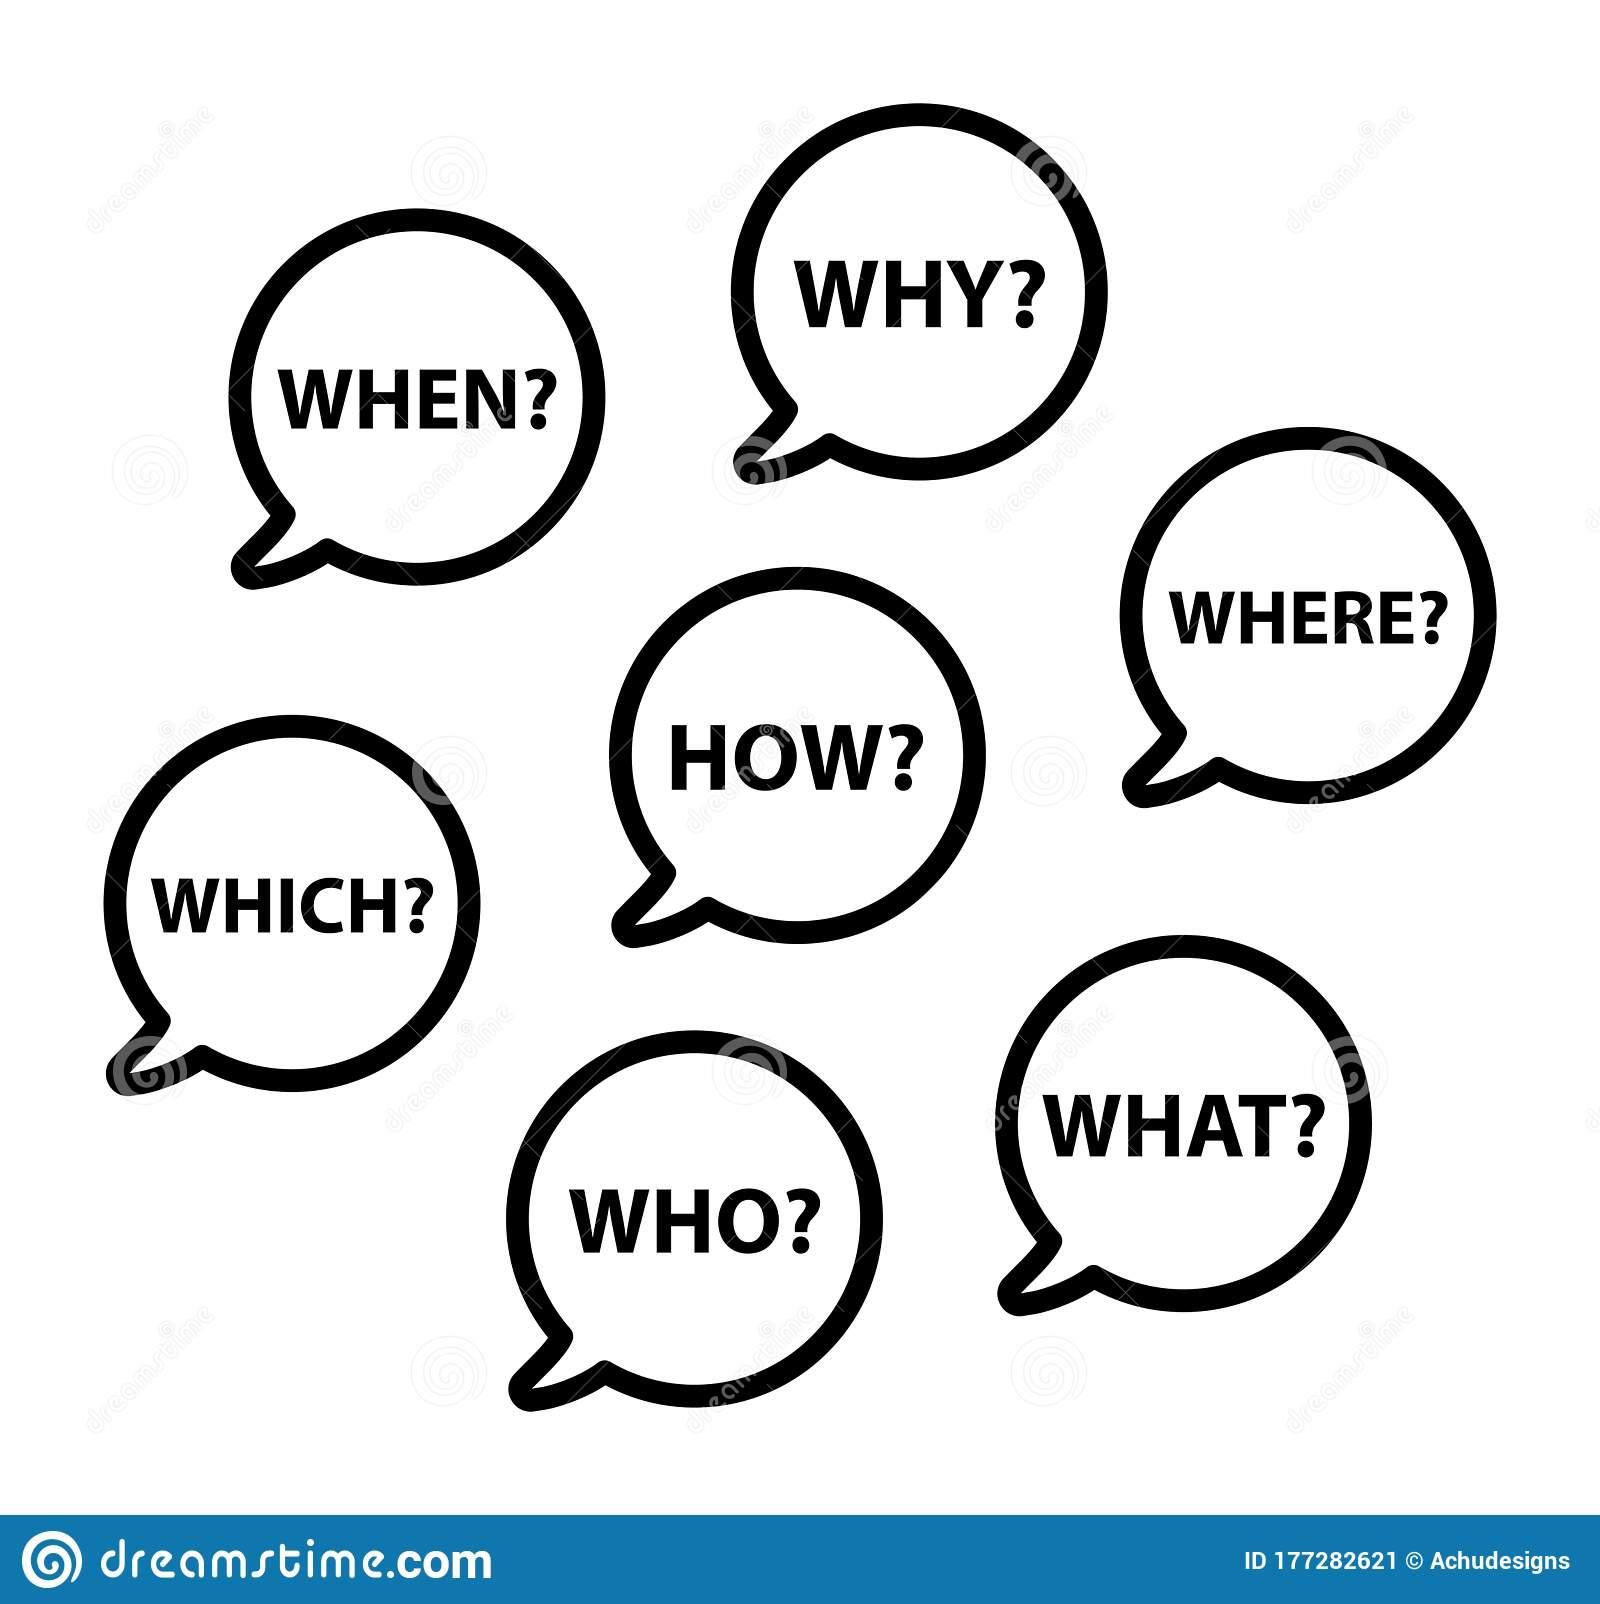 WHY?
WHEN?
WHERE?
HOW?
WHICH?
WHAT?
WHO?
dreamstime.com
ID 177282621 © Achudesigns